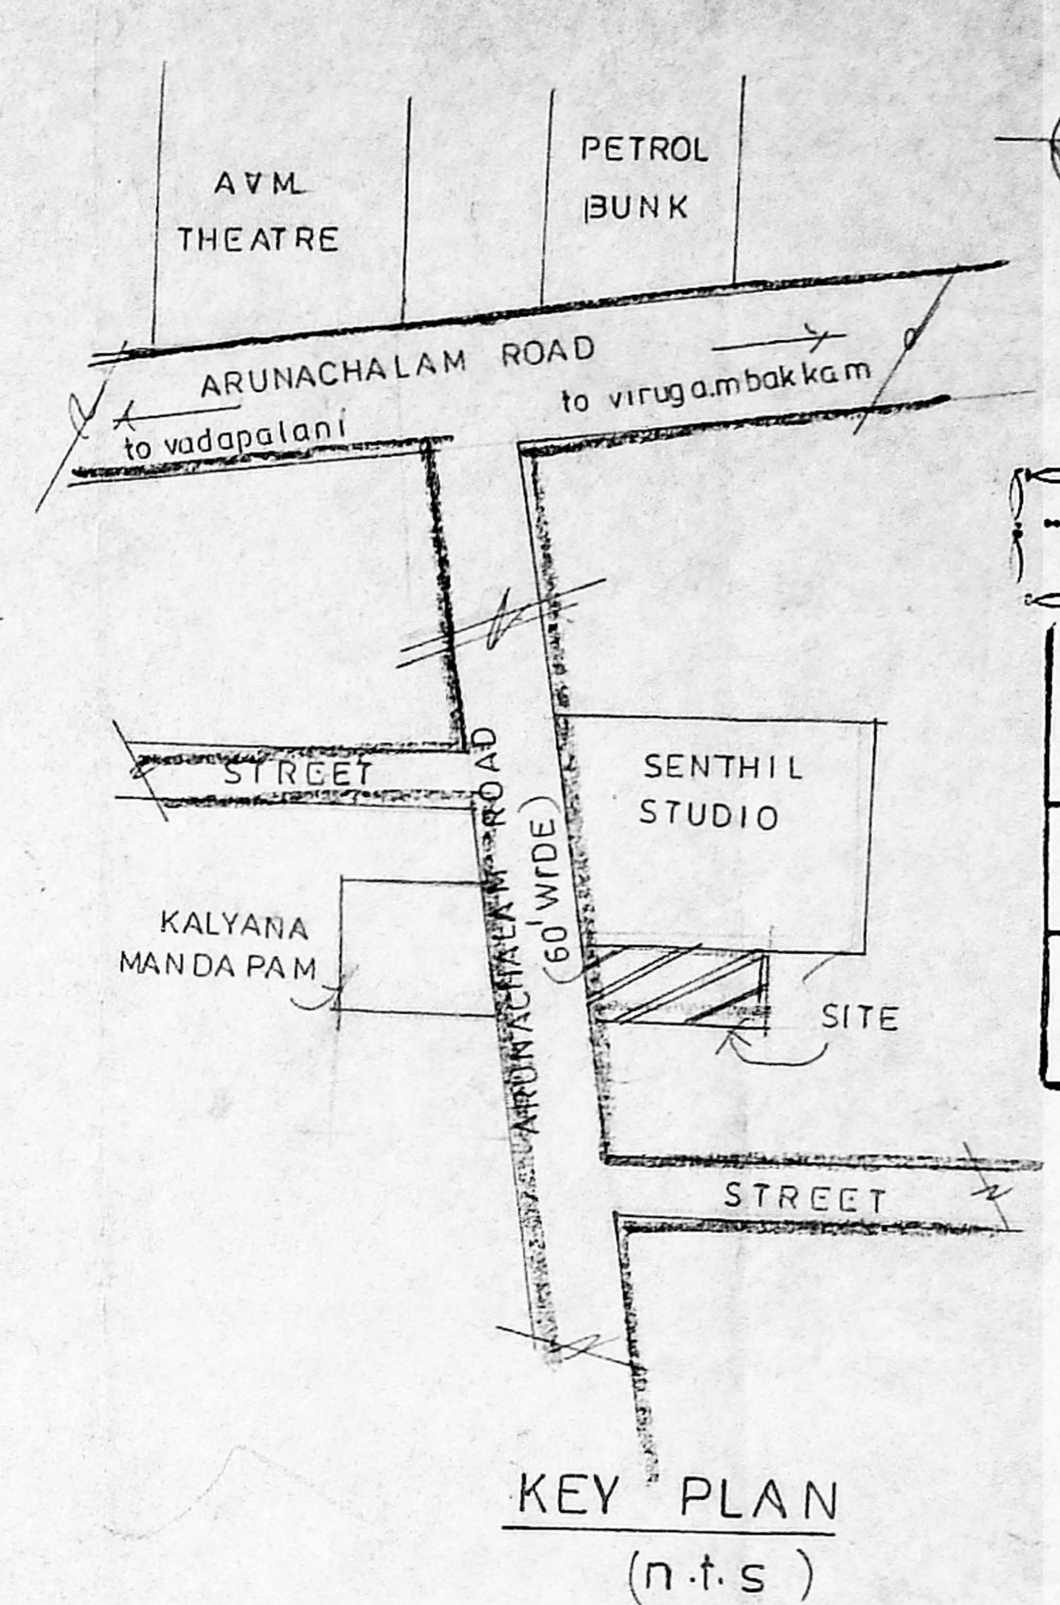 AVM
THEATRE
PETROL
BUNK
ARUNACHALAM ROAD
to virugambakkam
to vadapalani
STREET
SENTHIL
STUDIO
ARUNACHALAM ROAD
(60' WIDE)
KALYANA
MANDAPAM
SITE
STREET
KEY PLAN
(n.t.s)